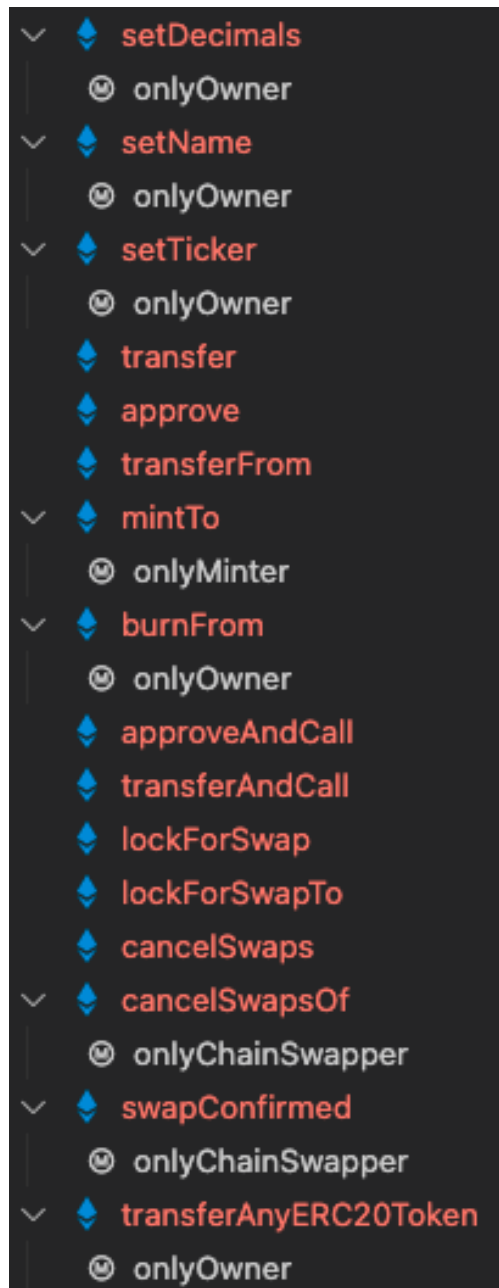 setDecimals
onlyOwner
setName
onlyOwner
setTicker
onlyOwner
transfer
approve
transferFrom
mintTo
onlyMinter
burnFrom
onlyOwner
approveAndCall
transferAndCall
lockForSwap
lockForSwapTo
cancelSwaps
cancelSwapsOf
onlyChainSwapper
swapConfirmed
onlyChainSwapper
transferAnyERC20Token
onlyOwner